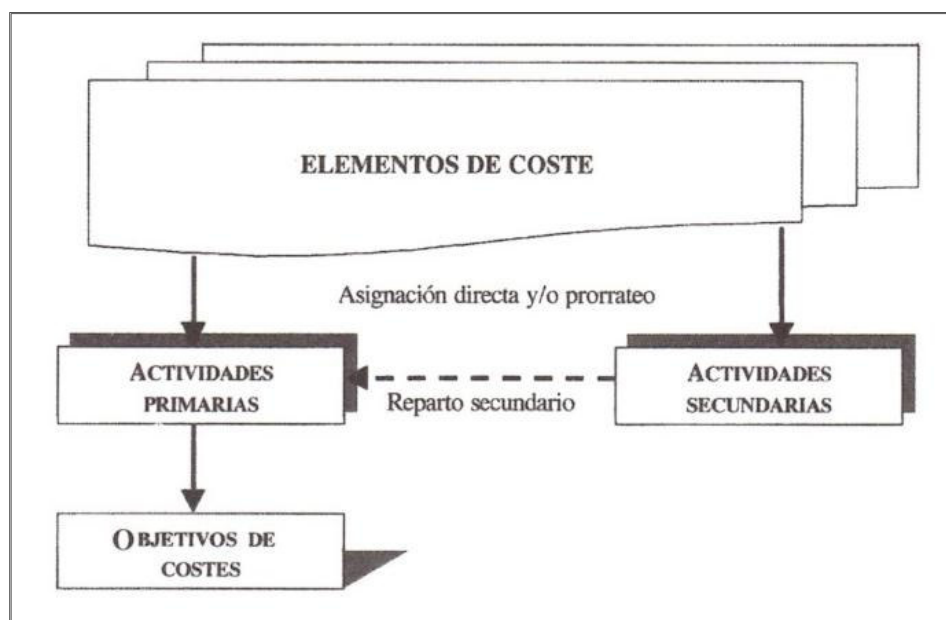 ELEMENTOS DE COSTE
Asignación directa y/o prorrateo
ACTIVIDADES
PRIMARIAS
Reparto secundario
ACTIVIDADES
SECUNDARIAS
OBJETIVOS DE
COSTES